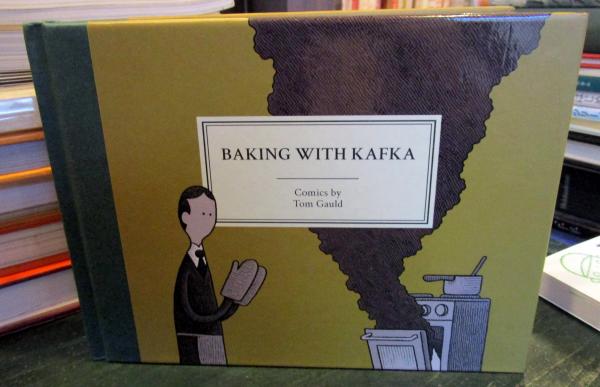 BAKING WITH KAFKA
Comics by
Tom Gauld